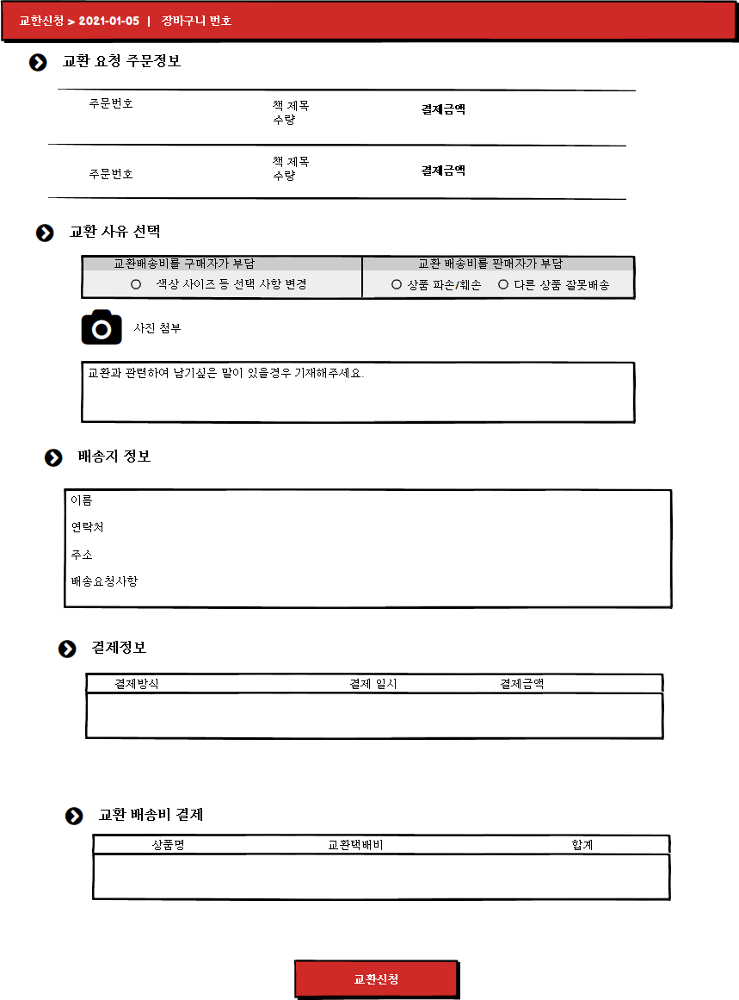 교환신청 > 2021-01-05 | 장바구니 번호
교환 요청 주문정보
주문번호 책 제목 결제금액
수량
책 제목 결제금액
주문번호 수량
교환 사유 선택
교환배송비를 구매자가 부담 교환 배송비를 판매자가 부담
색상 사이즈 등 선택 사항 변경 상품 파손/훼손 다른 상품 잘못배송
사진 첨부
교환과 관련하여 남기싶은 말이 있을경우 기재해주세요.
배송지 정보
이름
연락처
주소
배송요청사항
결제정보
결제방식 결제 일시 결제금액
교환 배송비 결제
상품명 교환택배비 합계
교환신청